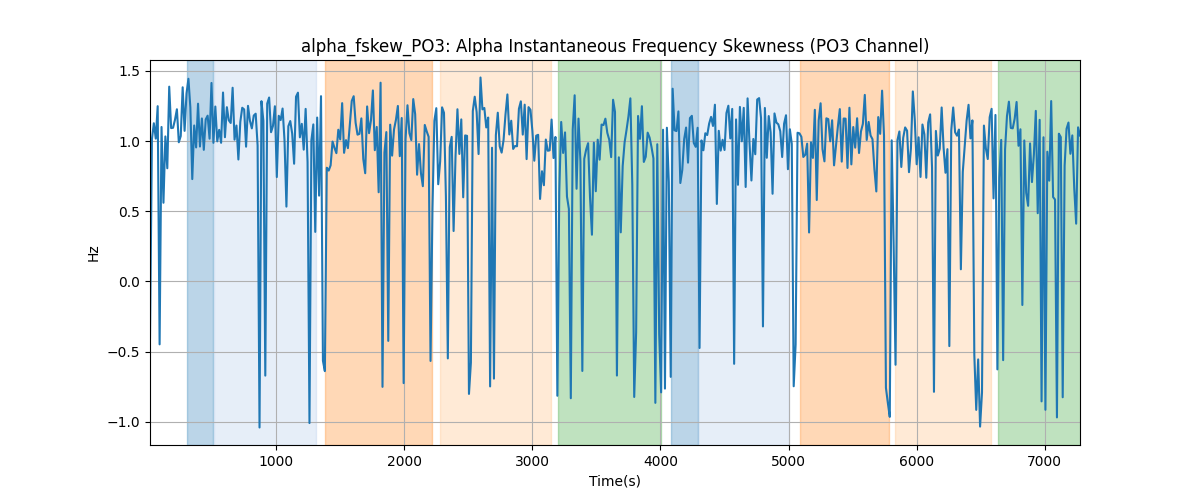 alpha_fskew_PO3: Alpha Instantaneous Frequency Skewness (PO3 Channel)
1.5
1.0
0.5
0.0
−0.5
−1.0
Hz
1000 2000 3000 4000 5000 6000 7000
Time(s)